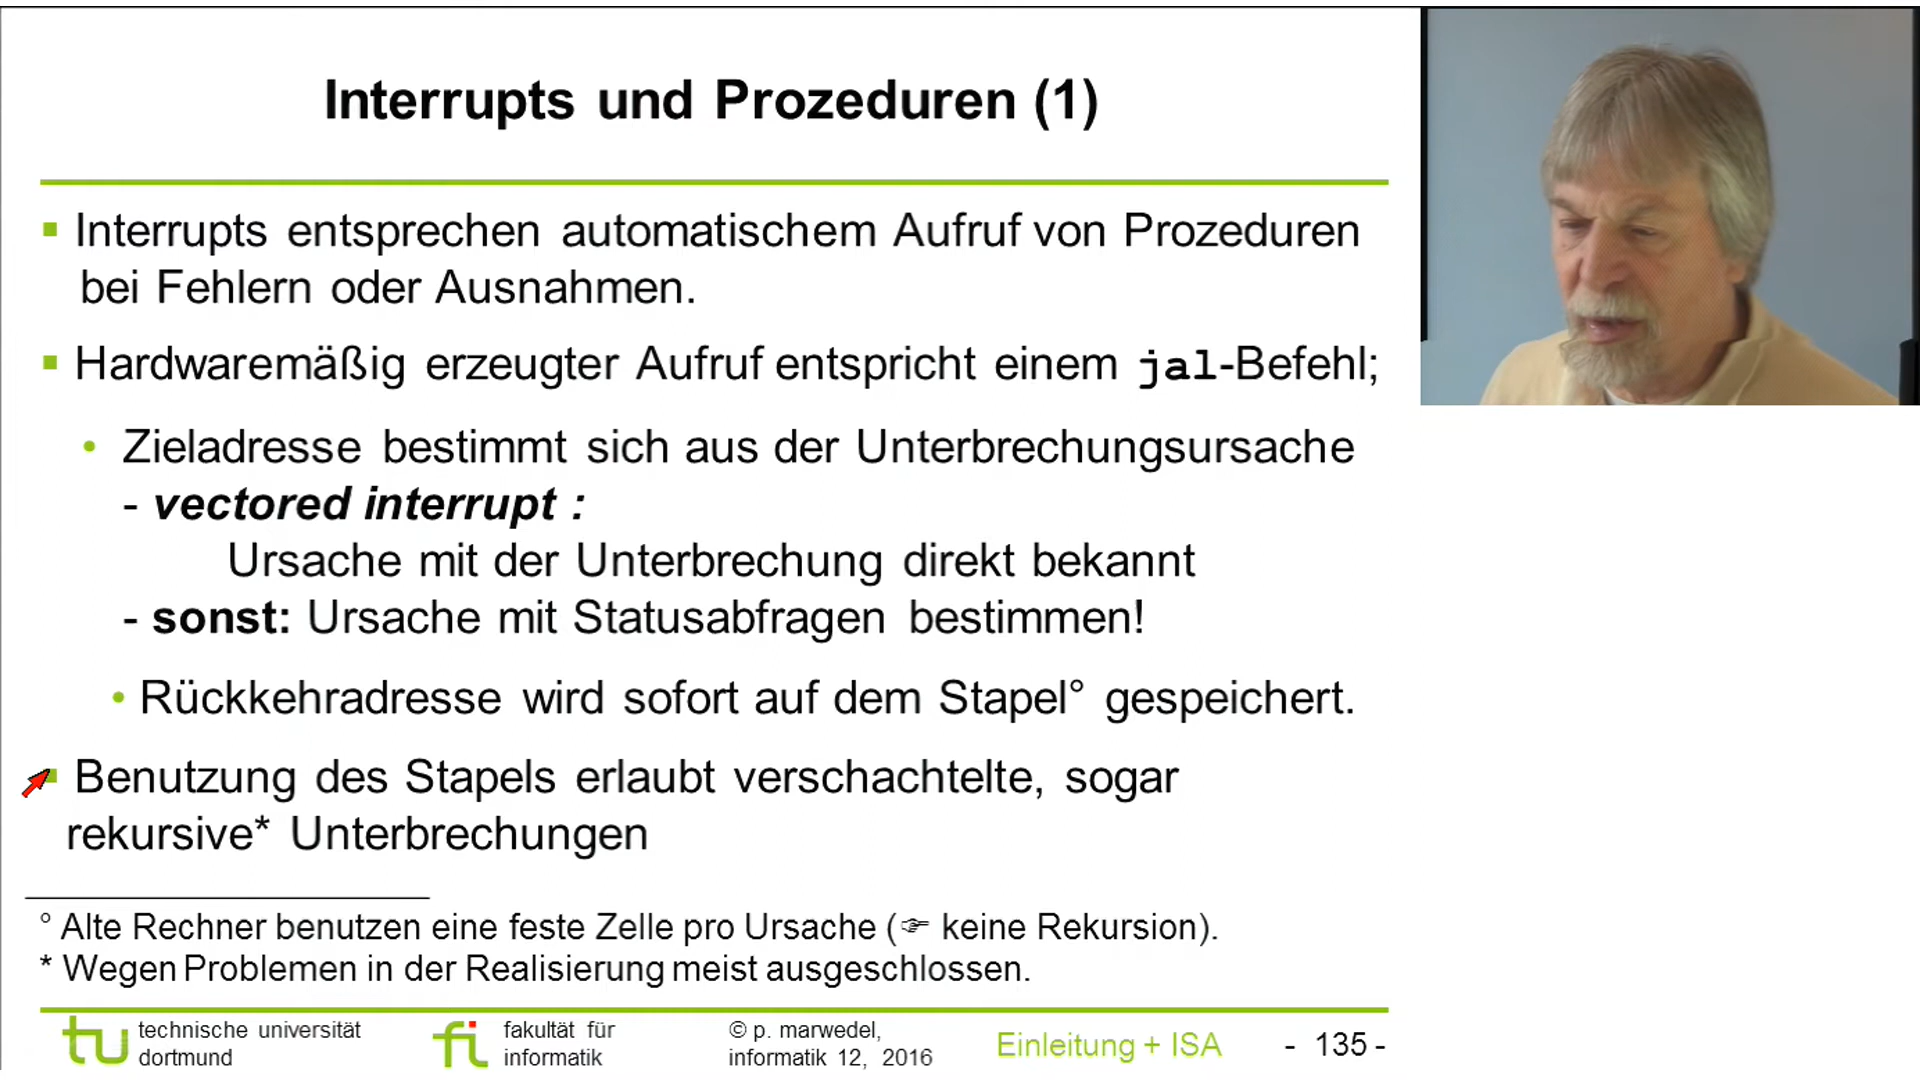 Interrupts und Prozeduren (1)
Interrupts entsprechen automatischem Aufruf von Prozeduren
bei Fehlern oder Ausnahmen.
Hardwaremäßig erzeugter Aufruf entspricht einem jal-Befehl;
Zieladresse bestimmt sich aus der Unterbrechungsursache
- vectored interrupt :
Ursache mit der Unterbrechung direkt bekannt
- sonst: Ursache mit Statusabfragen bestimmen!
Rückkehradresse wird sofort auf dem Stapel° gespeichert.
Benutzung des Stapels erlaubt verschachtelte, sogar
rekursive* Unterbrechungen
° Alte Rechner benutzen eine feste Zelle pro Ursache (☞ keine Rekursion).
* Wegen Problemen in der Realisierung meist ausgeschlossen.
tu technische universität
dortmund
fi fakultät für
informatik
© p. marwedel,
informatik 12, 2016
Einleitung + ISA
- 135 -